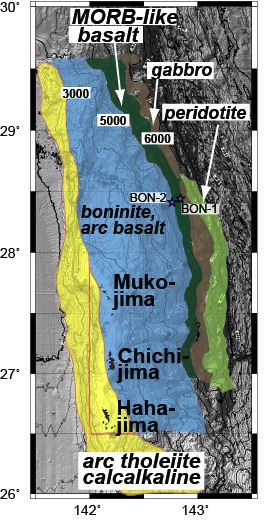 30°
MORB-like
basalt
gabbro
3000
peridotite
5000
6000
29°
BON-2
BON-1
boninite,
arc basalt
28°
Muko-
jima
Chichi-
jima
27°
Haha-
jima
arc tholeiite
calcalkaline
26°
142°
143°